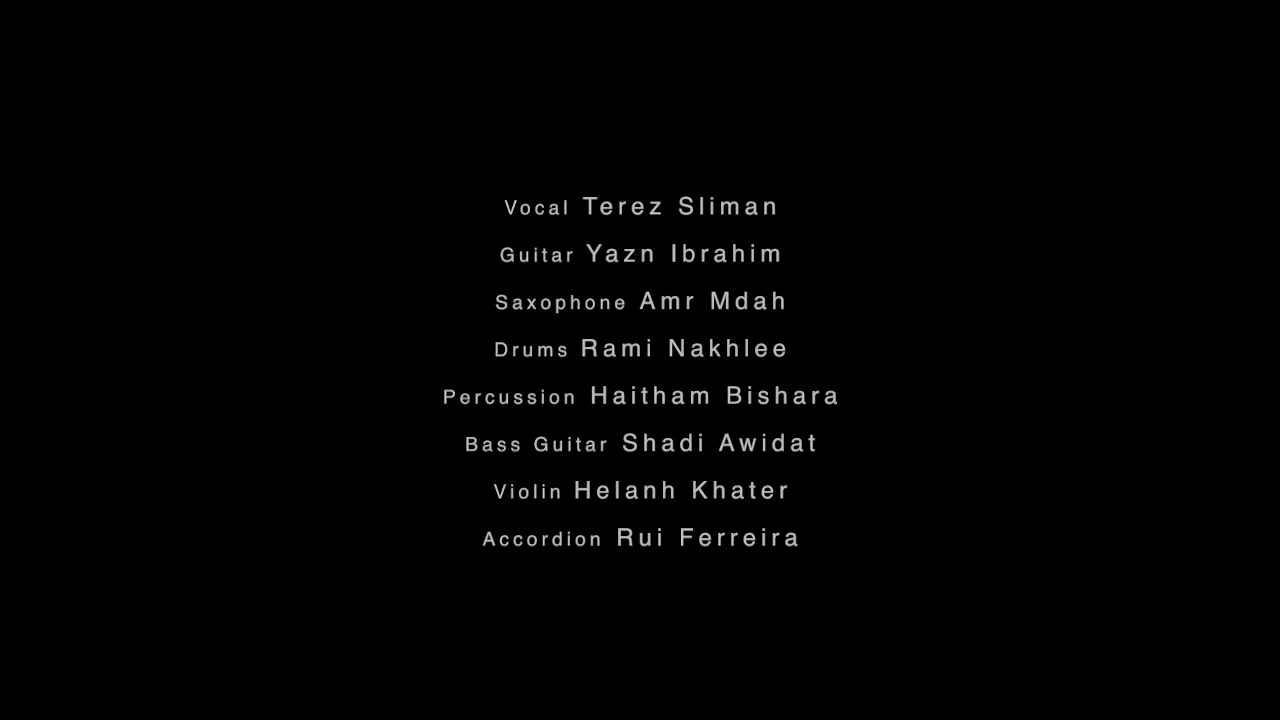 Vocal Terez Sliman
Guitar Yazn Ibrahim
Saxophone Amr Mdah
Drums Rami Nakhlee
Percussion Haitham Bishara
Bass Guitar Shadi Awidat
Violin Helanh Khater
Accordion Rui Ferreira